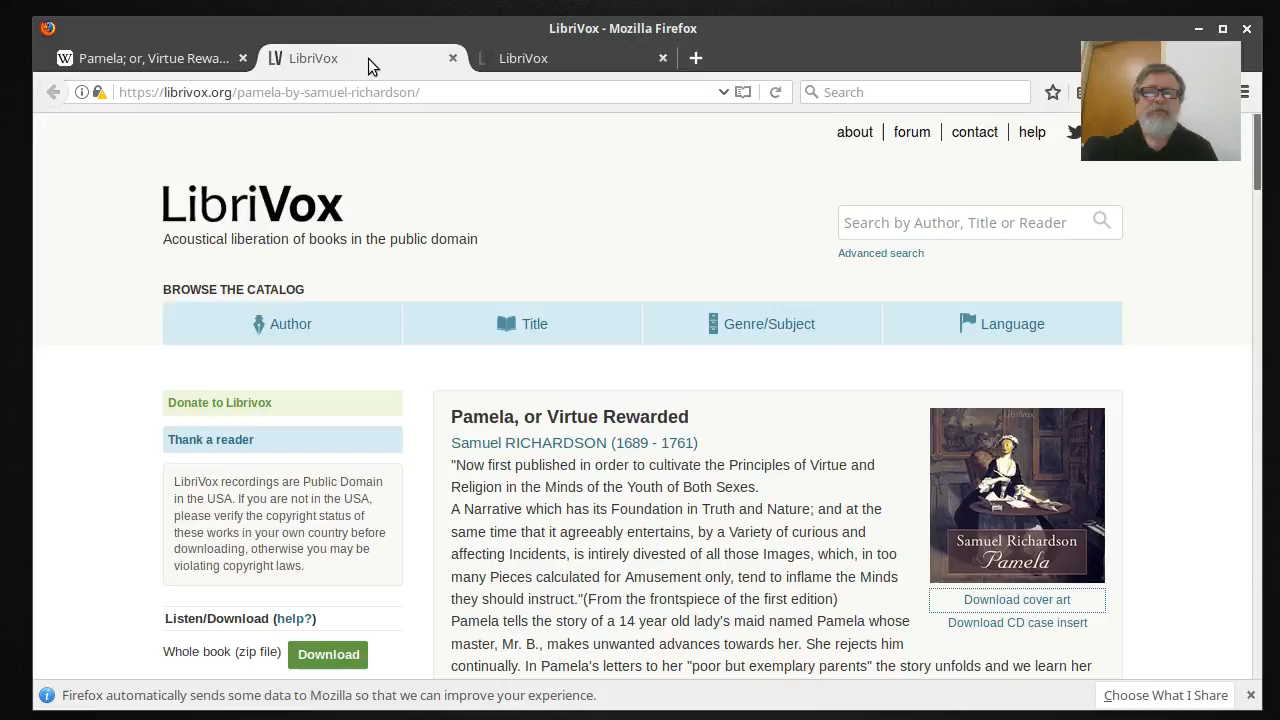 LibriVox - Mozilla Firefox
Pamela; or, Virtue Rewa...
LV LibriVox
LibriVox
https://librivox.org/pamela-by-samuel-richardson/
Search
about | forum | contact | help
LibriVox
Acoustical liberation of books in the public domain
Search by Author, Title or Reader
Advanced search
BROWSE THE CATALOG
Author
Title
Genre/Subject
Language
Donate to Librivox
Thank a reader
LibriVox recordings are Public Domain
in the USA. If you are not in the USA,
please verify the copyright status of
these works in your own country before
downloading, otherwise you may be
violating copyright laws.
Listen/Download (help?)
Whole book (zip file) Download
Pamela, or Virtue Rewarded
Samuel RICHARDSON (1689 - 1761)
"Now first published in order to cultivate the Principles of Virtue and
Religion in the Minds of the Youth of Both Sexes.
A Narrative which has its Foundation in Truth and Nature; and at the
same time that it agreeably entertains, by a Variety of curious and
affecting Incidents, is intirely divested of all those Images, which, in too
many Pieces calculated for Amusement only, tend to inflame the Minds
they should instruct."(From the frontspiece of the first edition)
Pamela tells the story of a 14 year old lady's maid named Pamela whose
master, Mr. B., makes unwanted advances towards her. She rejects him
continually. In Pamela's letters to her "poor but exemplary parents" the story unfolds and we learn her
LibriVox
Samuel Richardson
Pamela
Download cover art
Download CD case insert
Firefox automatically sends some data to Mozilla so that we can improve your experience.
Choose What I Share